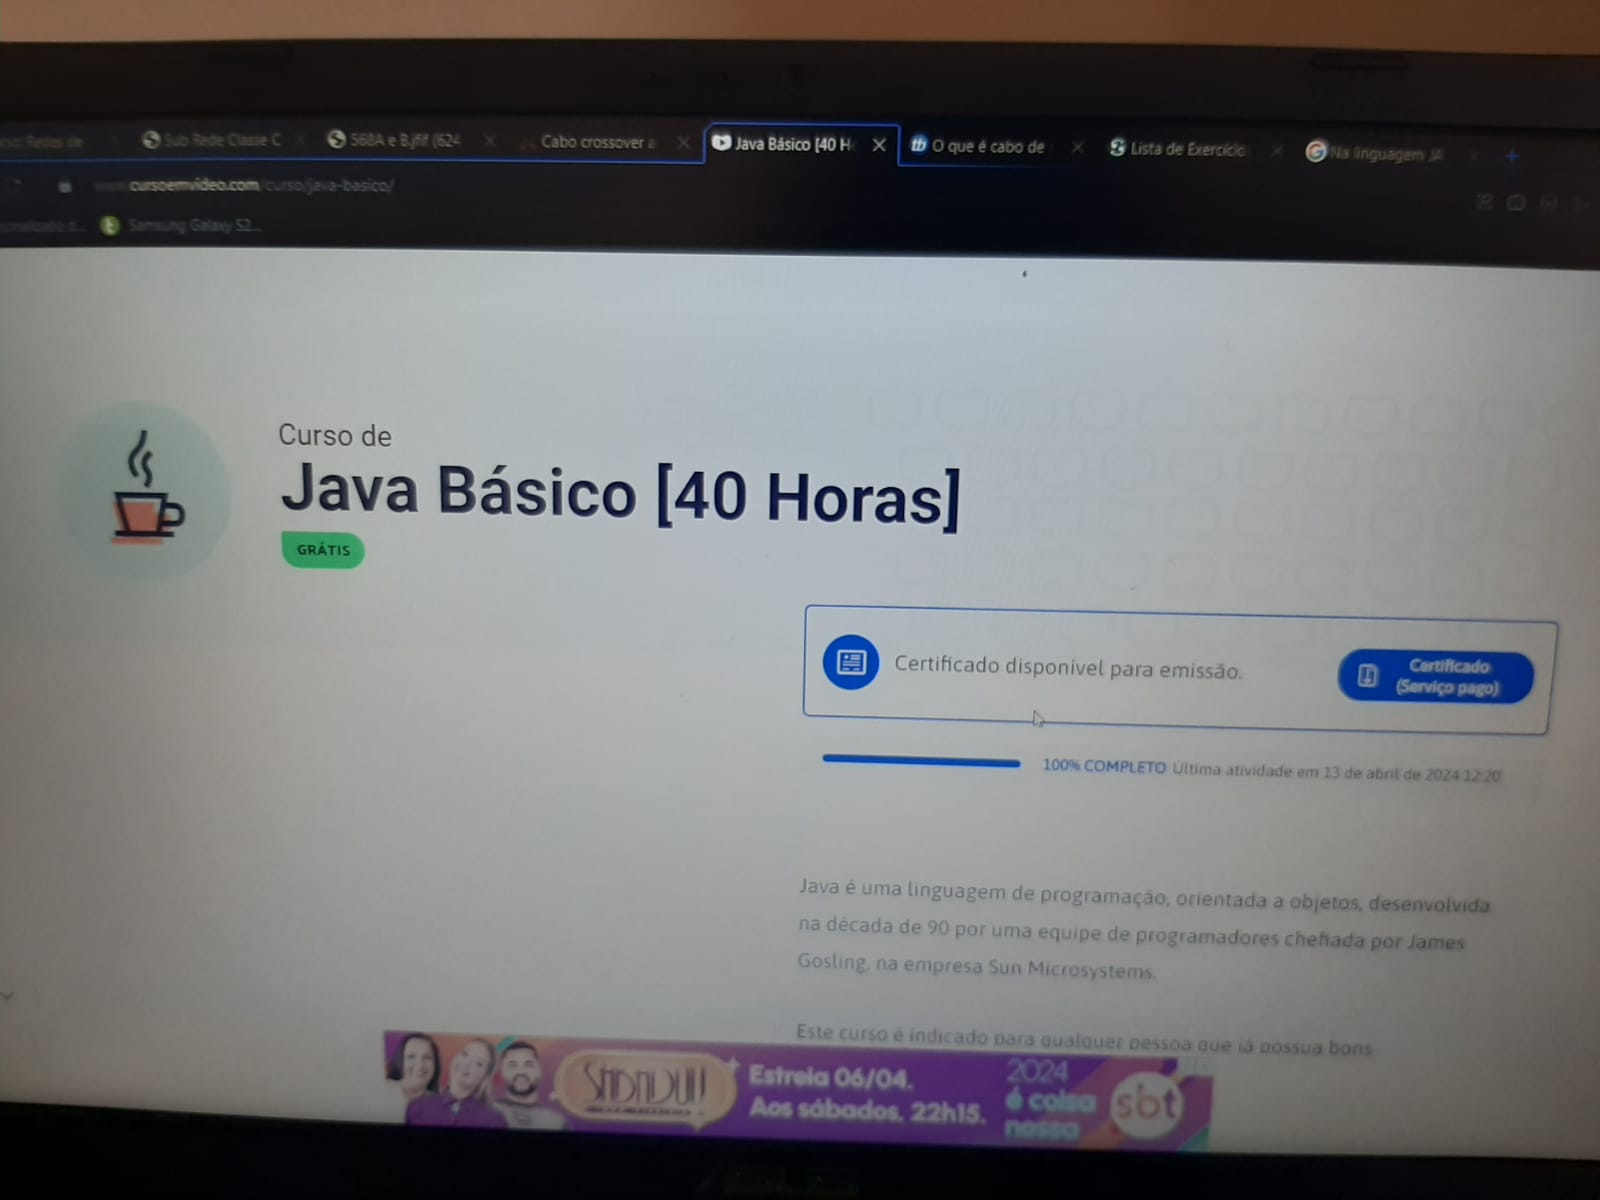 Sub Rede Classe C
568A e B.jfif (624
Cabo crossover e
Java Básico [40 H
O que é cabo de
Lista de Exercício
Na linguagem JA
cursoemvideo.com/curso/java-basico/
Samsung Galaxy S2...
Curso de
Java Básico [40 Horas]
GRÁTIS
Certificado disponível para emissão.
Certificado
(Serviço pago)
100% COMPLETO Última atividade em 13 de abril de 2024 12:20
Java é uma linguagem de programação, orientada a objetos, desenvolvida
na década de 90 por uma equipe de programadores chefiada por James
Gosling, na empresa Sun Microsystems.
Este curso é indicado para qualquer pessoa que já possua bons
SABADOU
Estreia 06/04.
Aos sábados, 22h15.
2024
é coisa
nossa
sbt